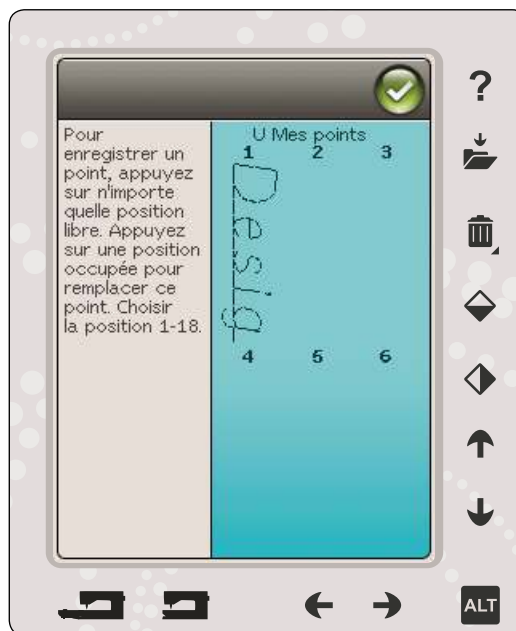 ?
Pour
enregistrer un
point, appuyez
sur n'importe
quelle position
libre. Appuyez
sur une position
occupée pour
remplacer ce
point. Choisir
la position 1-18.
U Mes points
1 2 3
Desig
4 5 6
ALT